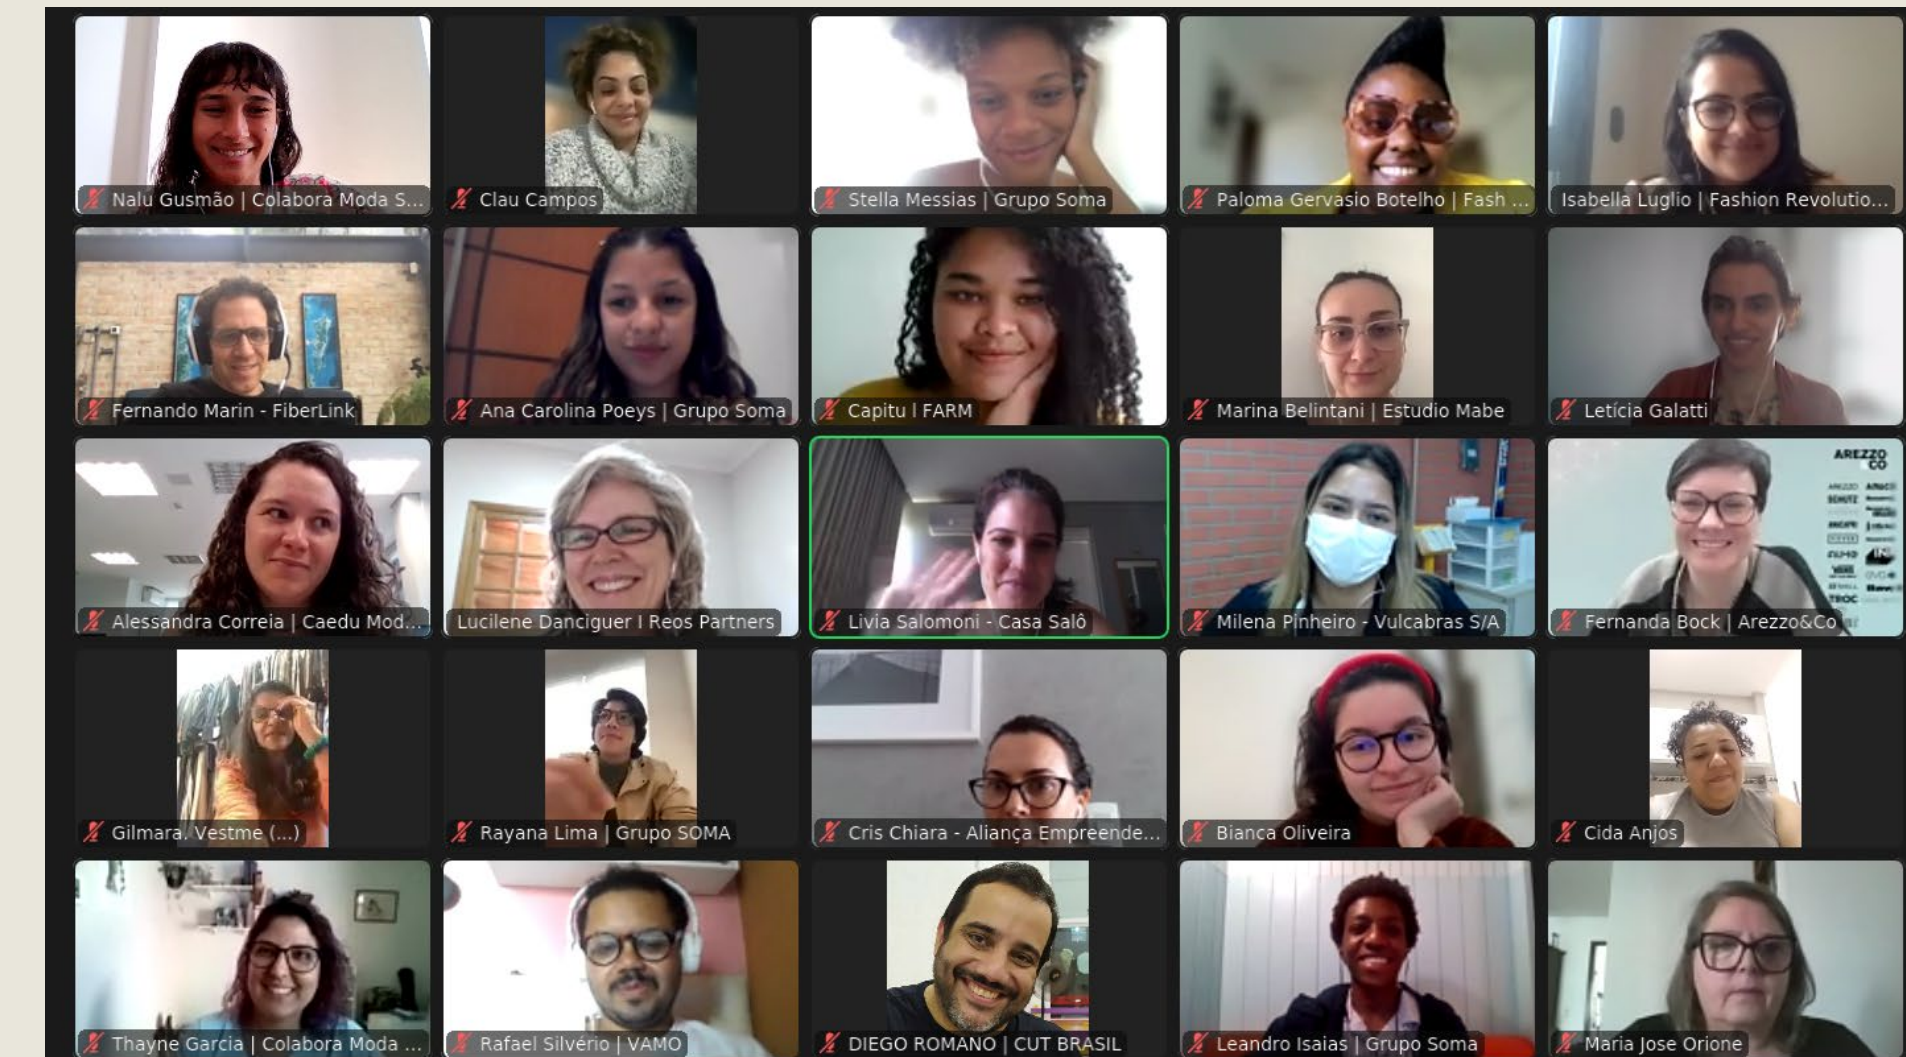 Nalu Gusmão | Colabora Moda S...
Clau Campos
Stella Messias | Grupo Soma
Paloma Gervasio Botelho | Fash ...
Isabella Luglio | Fashion Revolutio...
Fernando Marin - FiberLink
Ana Carolina Poeys | Grupo Soma
Capitu l FARM
Marina Belintani | Estudio Mabe
Letícia Galatti
AREZZO
&CO
AREZZO
SCHUTZ
VANS
TROC
Alessandra Correia | Caedu Mod...
Lucilene Danciguer I Reos Partners
Livia Salomoni - Casa Salô
Milena Pinheiro - Vulcabras S/A
Fernanda Bock | Arezzo&Co
Gilmara. Vestme (...)
Rayana Lima | Grupo SOMA
Cris Chiara - Aliança Empreende...
Bianca Oliveira
Cida Anjos
Thayne Garcia | Colabora Moda ...
Rafael Silvério | VAMO
DIEGO ROMANO | CUT BRASIL
Leandro Isaias | Grupo Soma
Maria Jose Orione